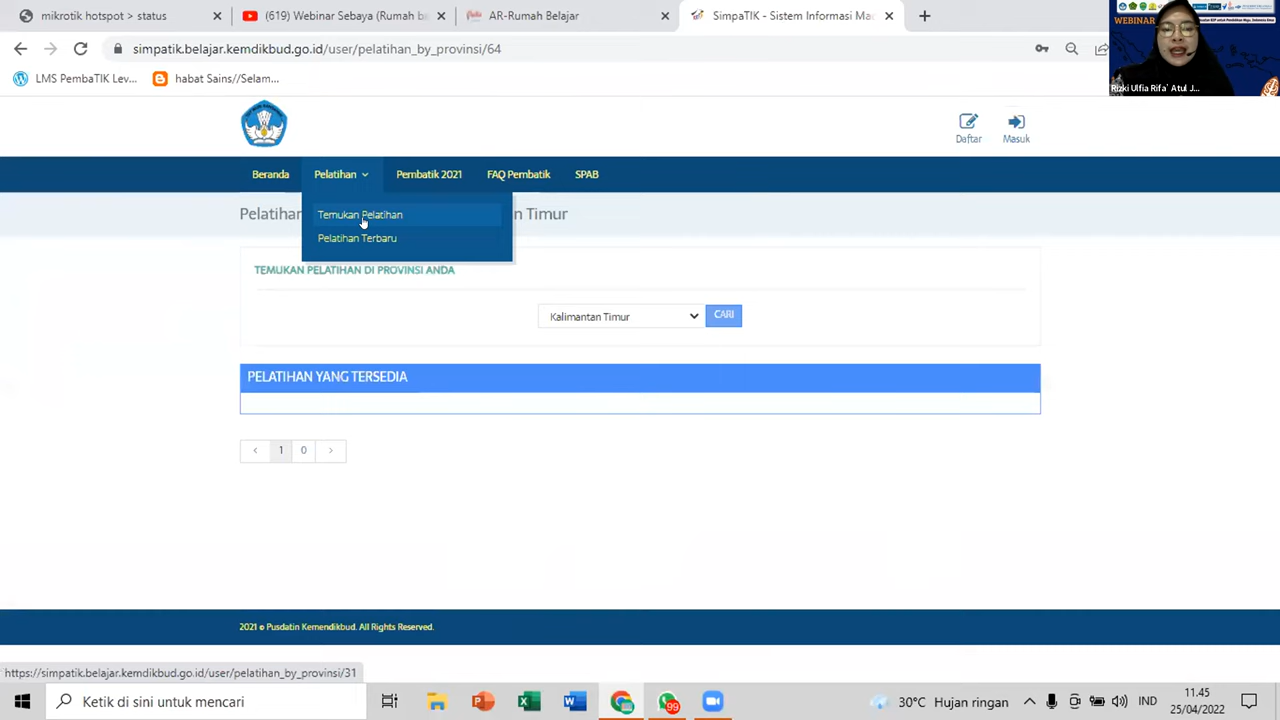 mikrotik hotspot > status
(619) Webinar Sebaya (Rumah
Rumah Belajar
SimpaTIK - Sistem Informasi Ma
simpatik.belajar.kemdikbud.go.id/user/pelatihan_by_provinsi/64
LMS PembaTIK Lev...
habat Sains//Selam...
WEBINAR
Rizki Ulfia Rifa` Atul J...
Daftar
Masuk
Beranda
Pelatihan
Pembatik 2021
FAQ Pembatik
SPAB
Temukan Pelatihan
Pelatihan Terbaru
Pelatihan
n Timur
TEMUKAN PELATIHAN DI PROVINSI ANDA
Kalimantan Timur
CARI
PELATIHAN YANG TERSEDIA
< 1 0 >
2021 © Pusdatin Kemendikbud. All Rights Reserved.
https://simpatik.belajar.kemdikbud.go.id/user/pelatihan_by_provinsi/31
Ketik di sini untuk mencari
99
30°C Hujan ringan
IND
11.45
25/04/2022